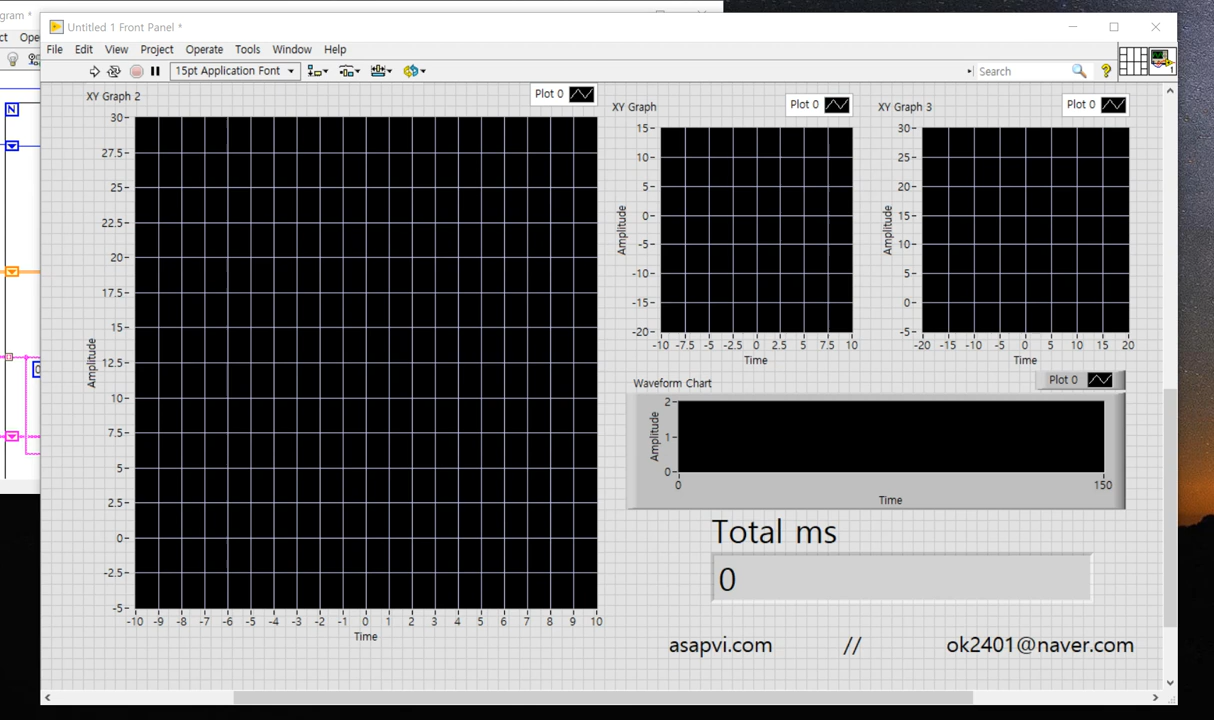 gram *
Untitled 1 Front Panel *
ct Ope
File Edit View Project Operate Tools Window Help
15pt Application Font
Search
XY Graph 2
Plot 0
30
27.5
25
22.5
20
17.5
15
12.5
10
7.5
5
2.5
0
-2.5
-5
Amplitude
-10 -9 -8 -7 -6 -5 -4 -3 -2 -1 0 1 2 3 4 5 6 7 8 9 10
Time
XY Graph
Plot 0
15
10
5
0
-5
-10
-15
-20
Amplitude
-10 -7.5 -5 -2.5 0 2.5 5 7.5 10
Time
XY Graph 3
Plot 0
30
25
20
15
10
5
0
-5
Amplitude
-20 -15 -10 -5 0 5 10 15 20
Time
Waveform Chart
Plot 0
2
1
0
Amplitude
0 150
Time
Total ms
0
asapvi.com // ok2401@naver.com
N